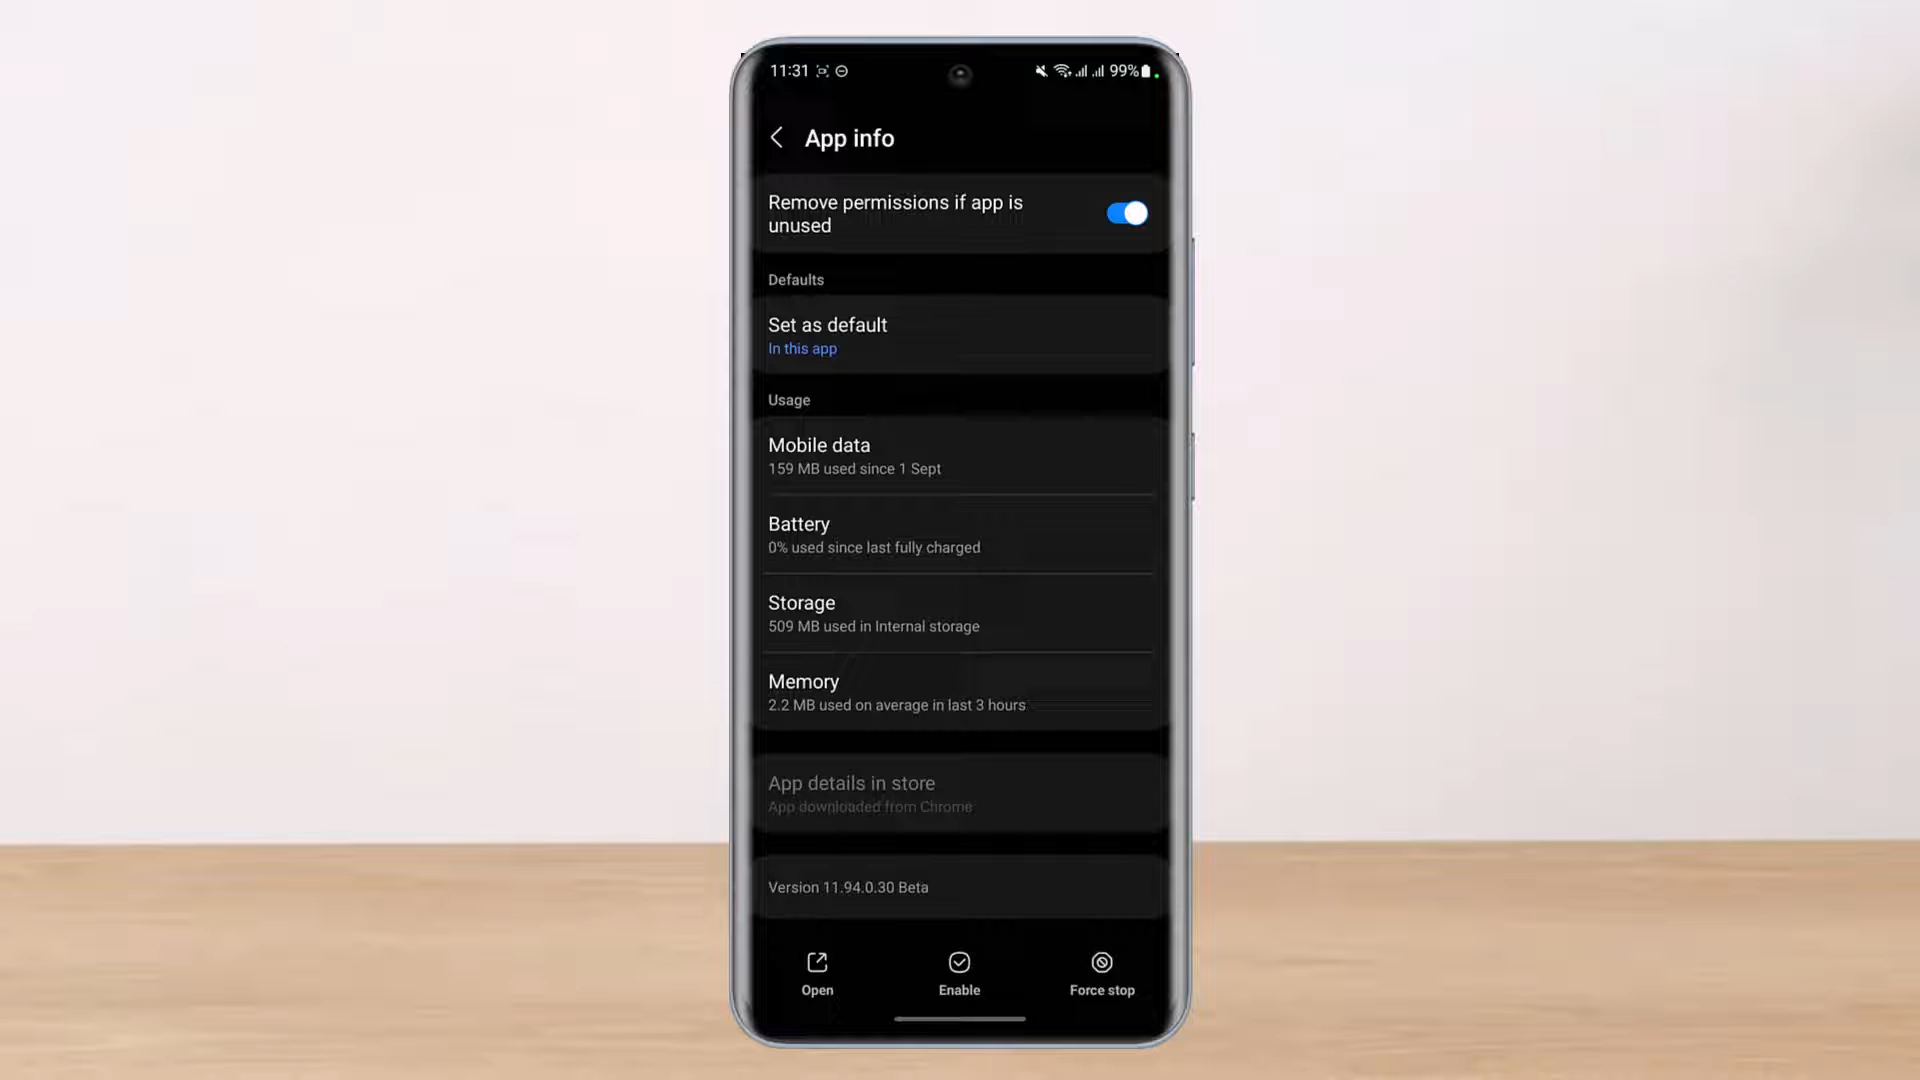 11:31 99%
App info
Remove permissions if app is
unused
Defaults
Set as default
In this app
Usage
Mobile data
159 MB used since 1 Sept
Battery
0% used since last fully charged
Storage
509 MB used in Internal storage
Memory
2.2 MB used on average in last 3 hours
App details in store
App downloaded from Chrome
Version 11.94.0.30 Beta
Open Enable Force stop